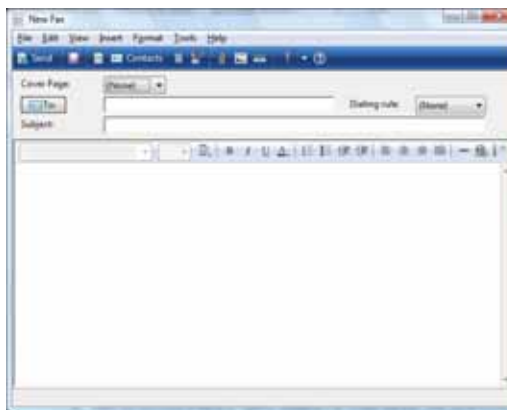 New Fax
File Edit View Insert Format Tools Help
Send Contacts
Cover Page: (None)
To: Dialing rule: (None)
Subject:
B I U A